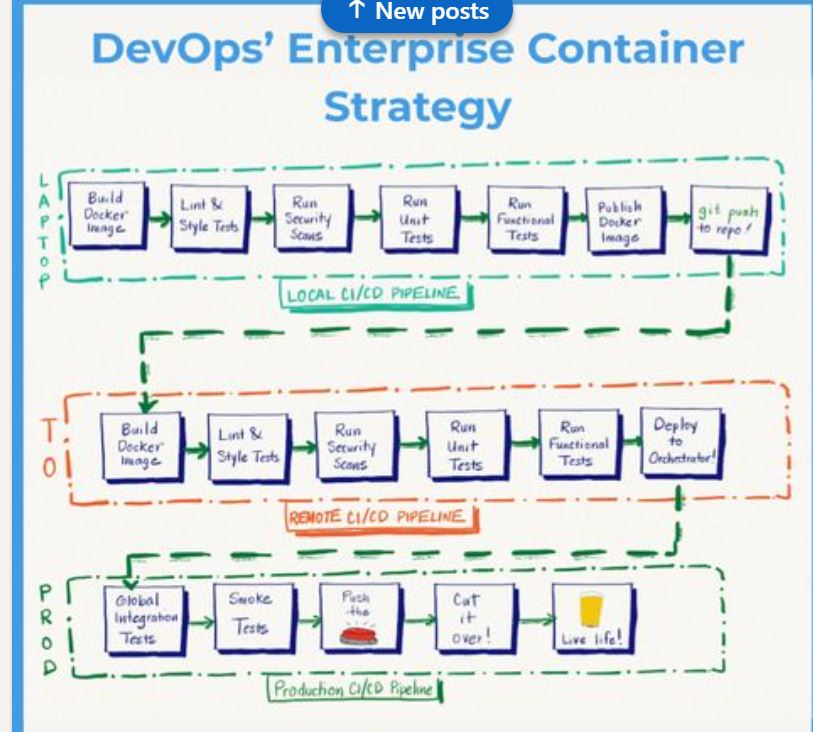 ↑ New posts
DevOps’ Enterprise Container
Strategy
LAPTOP
Build
Docker
Image
Lint &
Style Tests
Run
Security
Scans
Run
Unit
Tests
Run
Functional
Tests
Publish
Docker
Image
git push
to repo!
LOCAL CI/CD PIPELINE
TO
Build
Docker
Image
Lint &
Style Tests
Run
Security
Scans
Run
Unit
Tests
Run
Functional
Tests
Deploy
to
Orchestrator!
REMOTE CI/CD PIPELINE
PROD
Global
Integration
Tests
Smoke
Tests
Push
the
Cut
it
over!
Live life!
Production CI/CD Pipeline